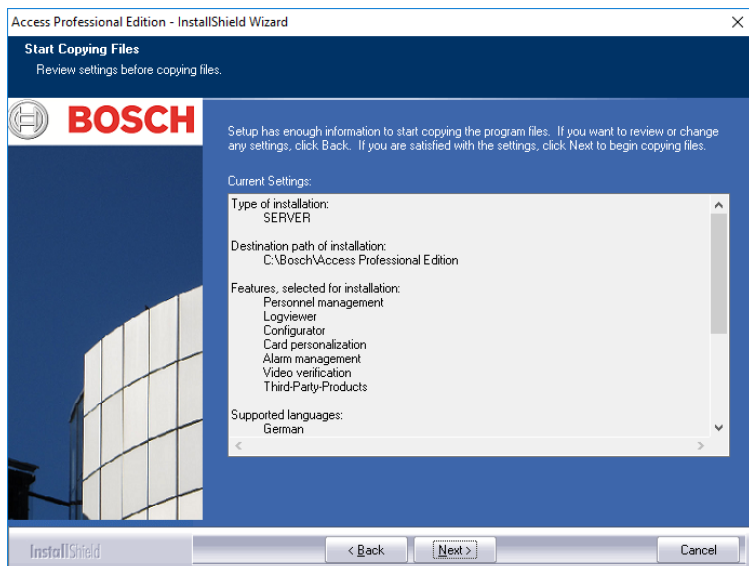 Access Professional Edition - InstallShield Wizard
Start Copying Files
Review settings before copying files.
BOSCH
Setup has enough information to start copying the program files. If you want to review or change
any settings, click Back. If you are satisfied with the settings, click Next to begin copying files.
Current Settings:
Type of installation:
SERVER
Destination path of installation:
C:\Bosch\Access Professional Edition
Features, selected for installation:
Personnel management
Logviewer
Configurator
Card personalization
Alarm management
Video verification
Third-Party-Products
Supported languages:
German
InstallShield
< Back
Next >
Cancel